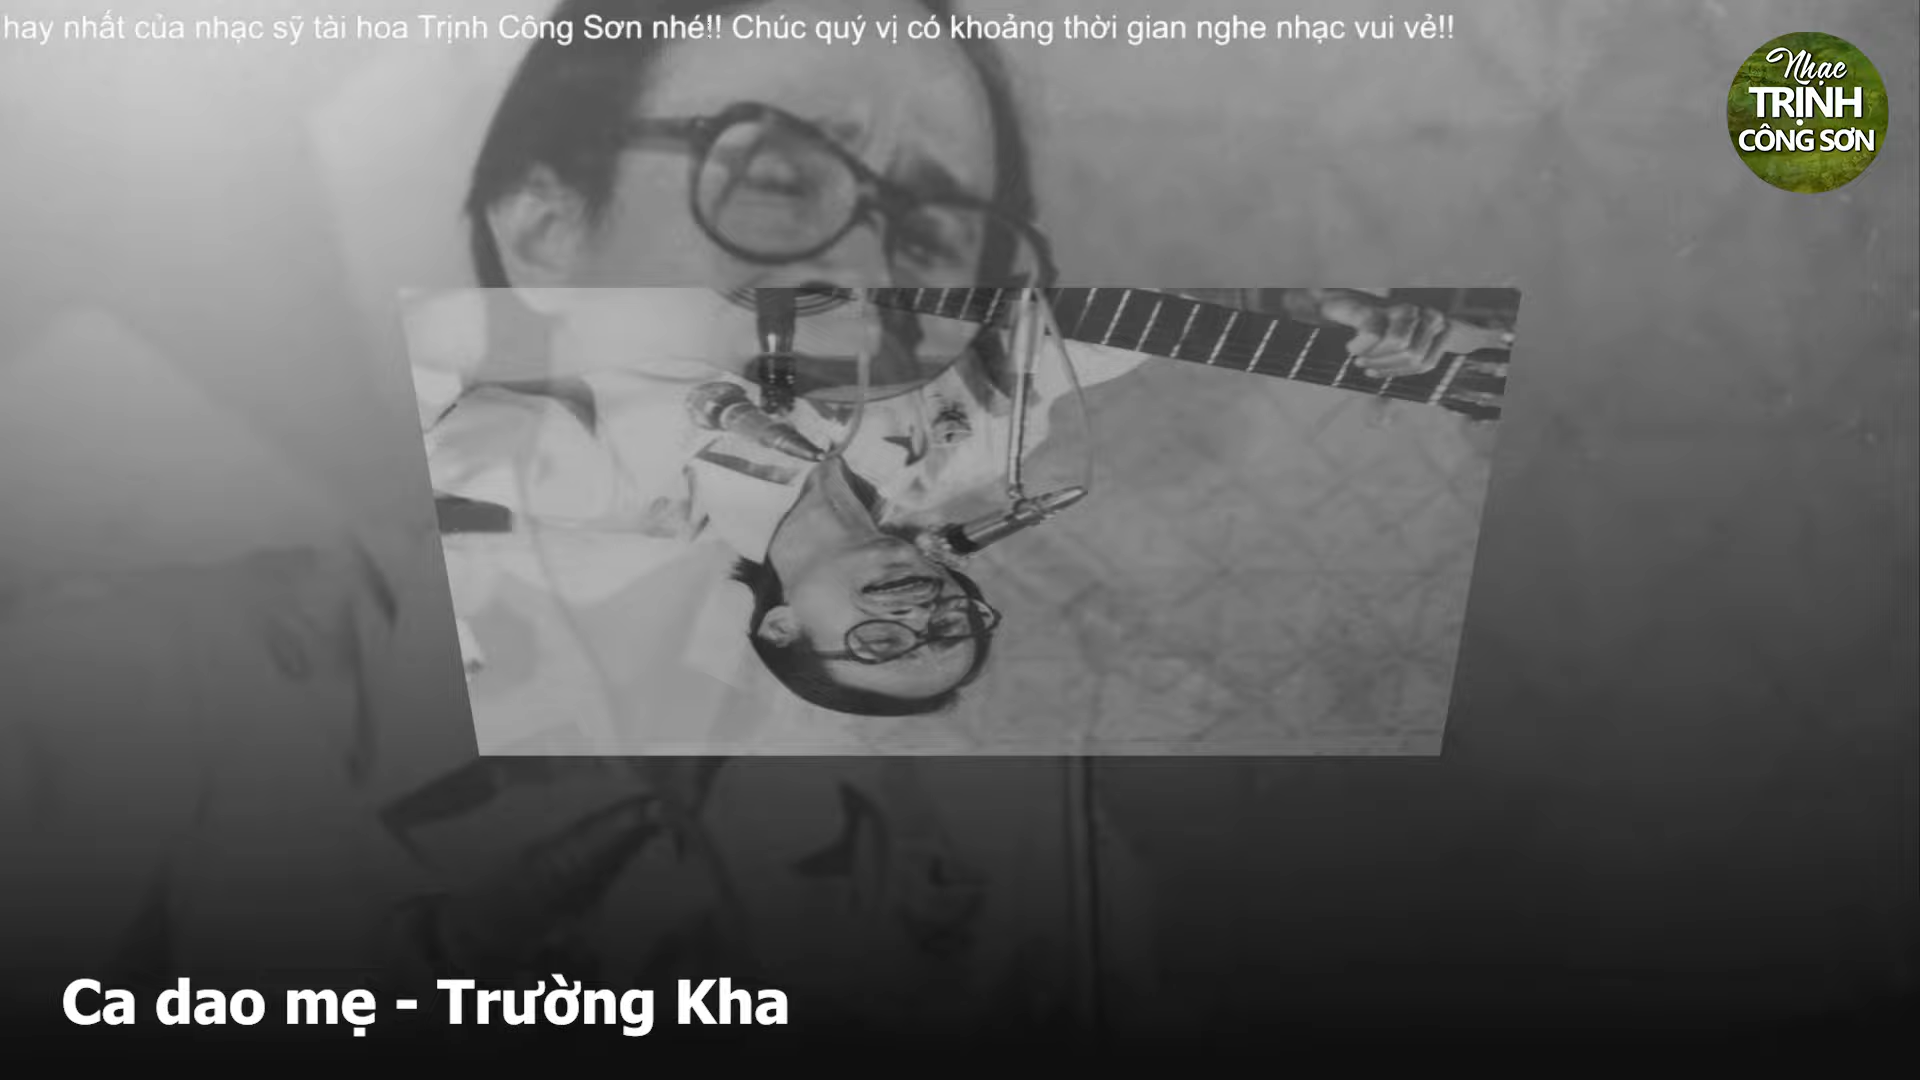 hay nhất của nhạc sỹ tài hoa Trịnh Công Sơn nhé!! Chúc quý vị có khoảng thời gian nghe nhạc vui vẻ!!
Nhạc
TRỊNH
CÔNG SƠN
Ca dao mẹ - Trường Kha